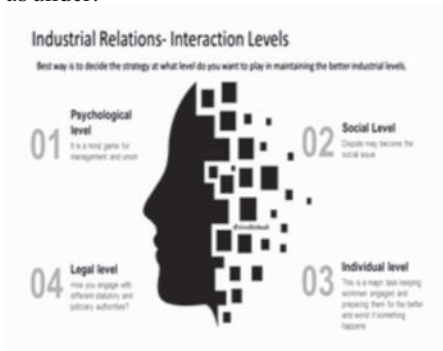 as under:
Industrial Relations- Interaction Levels
Best way is to decide the strategy at what level do you want to play in maintaining the better industrial levels.
01
Psychological
level
It is a mind game for
management and union
02
Social Level
Dispute may become the
social issue
04
Legal level
How you engage with
different statutory and
judiciary authorities?
03
Individual level
This is a major task keeping
workmen engaged and
preparing them for the better
and worst if something
happens